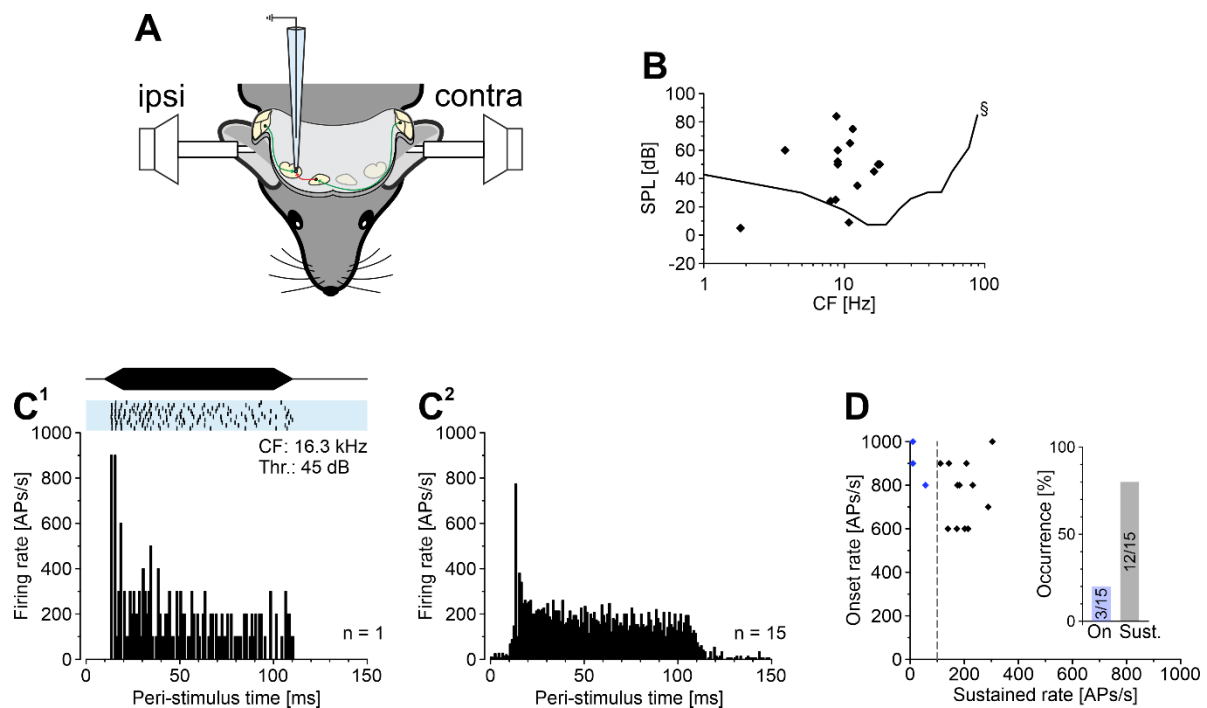 A
ipsi
contra
B
100
80
60
40
20
0
-20
SPL [dB]
§
1
10
100
CF [Hz]
C1
CF: 16.3 kHz
Thr.: 45 dB
1000
800
600
400
200
0
Firing rate [APs/s]
n = 1
0
50
100
150
Peri-stimulus time [ms]
C2
1000
800
600
400
200
0
Firing rate [APs/s]
n = 15
0
50
100
150
Peri-stimulus time [ms]
D
1000
800
600
400
200
0
Onset rate [APs/s]
0
200
400
600
800
1000
Sustained rate [APs/s]
100
50
0
Occurrence [%]
3/15
12/15
On
Sust.